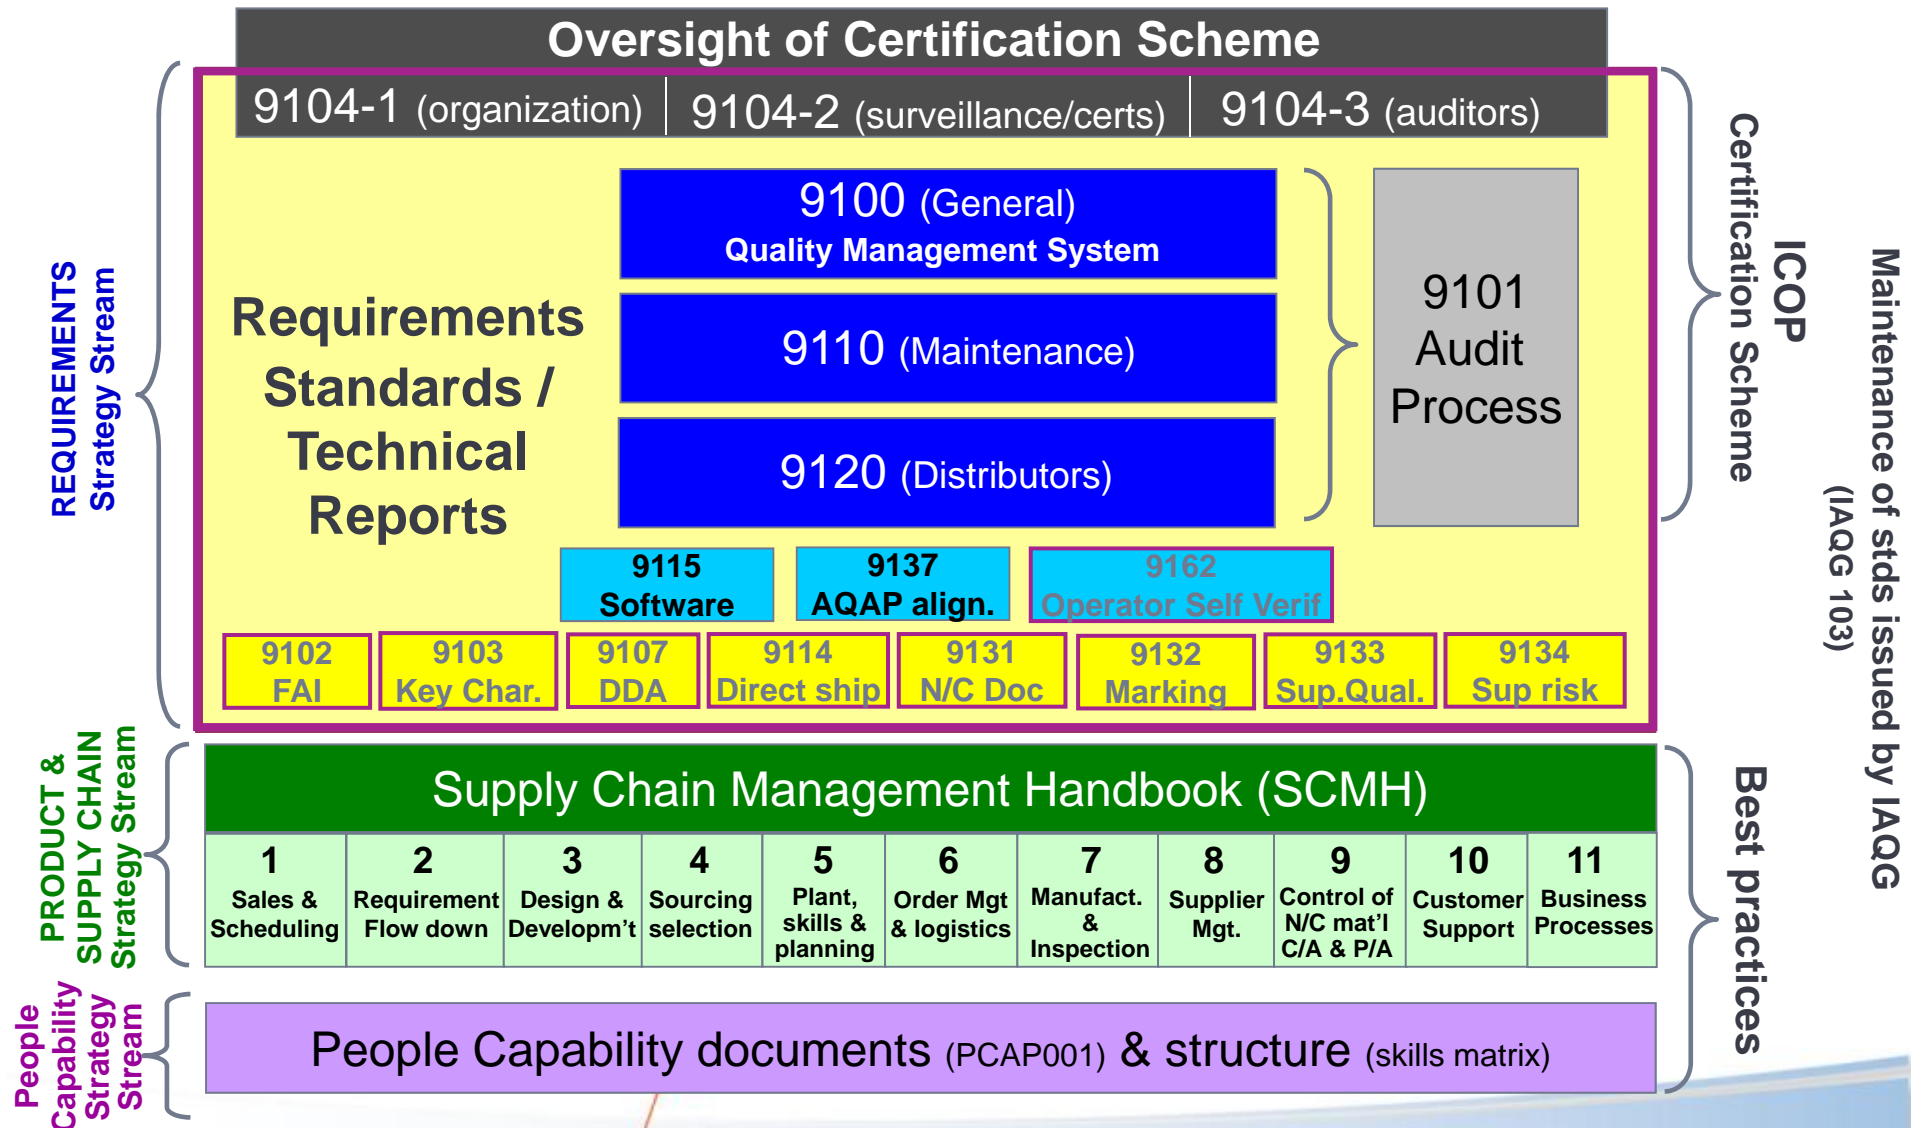 Oversight of Certification Scheme
9104-1 (organization)
9104-2 (surveillance/certs)
9104-3 (auditors)
REQUIREMENTS
Strategy Stream
Requirements
Standards /
Technical
Reports
9100 (General)
Quality Management System
9110 (Maintenance)
9120 (Distributors)
9101
Audit
Process
ICOP
Certification Scheme
Maintenance of stds issued by IAQG
(IAQG 103)
9115
Software
9137
AQAP align.
9162
Operator Self Verif
9102
FAI
9103
Key Char.
9107
DDA
9114
Direct ship
9131
N/C Doc
9132
Marking
9133
Sup.Qual.
9134
Sup risk
PRODUCT &
SUPPLY CHAIN
Strategy Stream
Supply Chain Management Handbook (SCMH)
1
Sales &
Scheduling
2
Requirement
Flow down
3
Design &
Developm't
4
Sourcing
selection
5
Plant,
skills &
planning
6
Order Mgt
& logistics
7
Manufact.
&
Inspection
8
Supplier
Mgt.
9
Control of
N/C mat'l
C/A & P/A
10
Customer
Support
11
Business
Processes
Best practices
People
Capability
Strategy
Stream
People Capability documents (PCAP001) & structure (skills matrix)